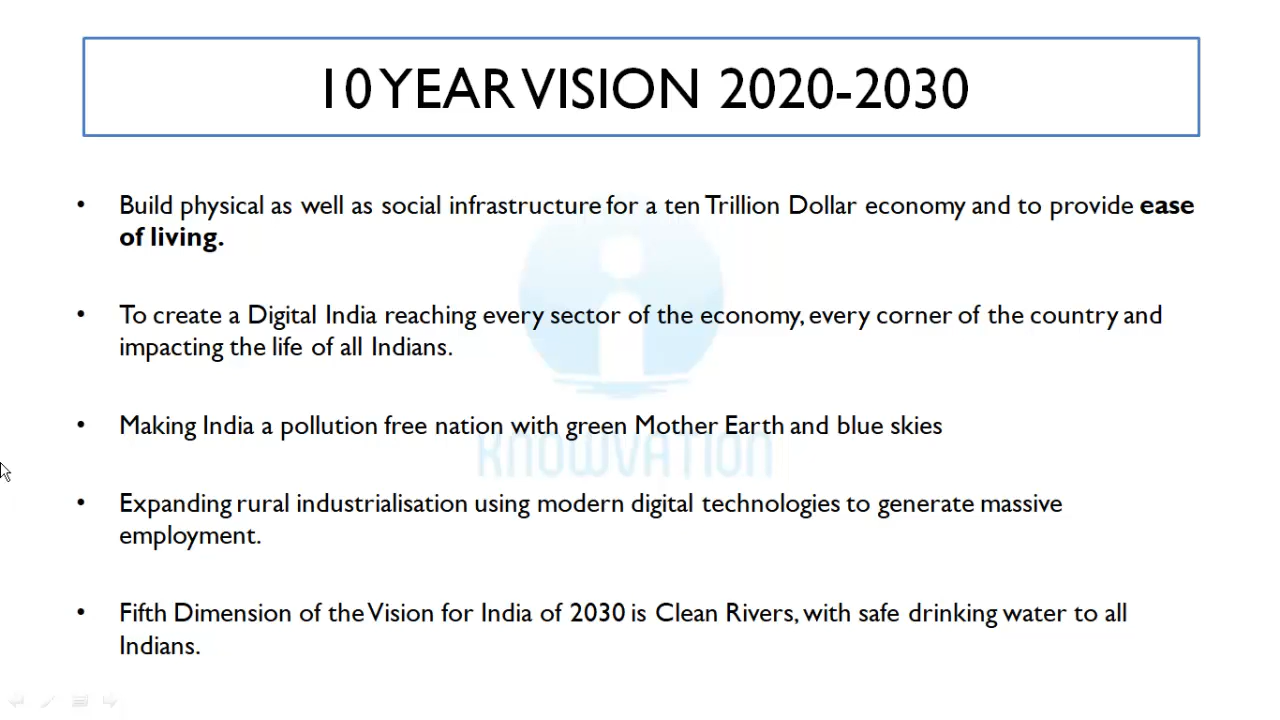 10 YEAR VISION 2020-2030
• Build physical as well as social infrastructure for a ten Trillion Dollar economy and to provide ease
of living.
• To create a Digital India reaching every sector of the economy, every corner of the country and
impacting the life of all Indians.
• Making India a pollution free nation with green Mother Earth and blue skies
KNOWVATION
• Expanding rural industrialisation using modern digital technologies to generate massive
employment.
• Fifth Dimension of the Vision for India of 2030 is Clean Rivers, with safe drinking water to all
Indians.